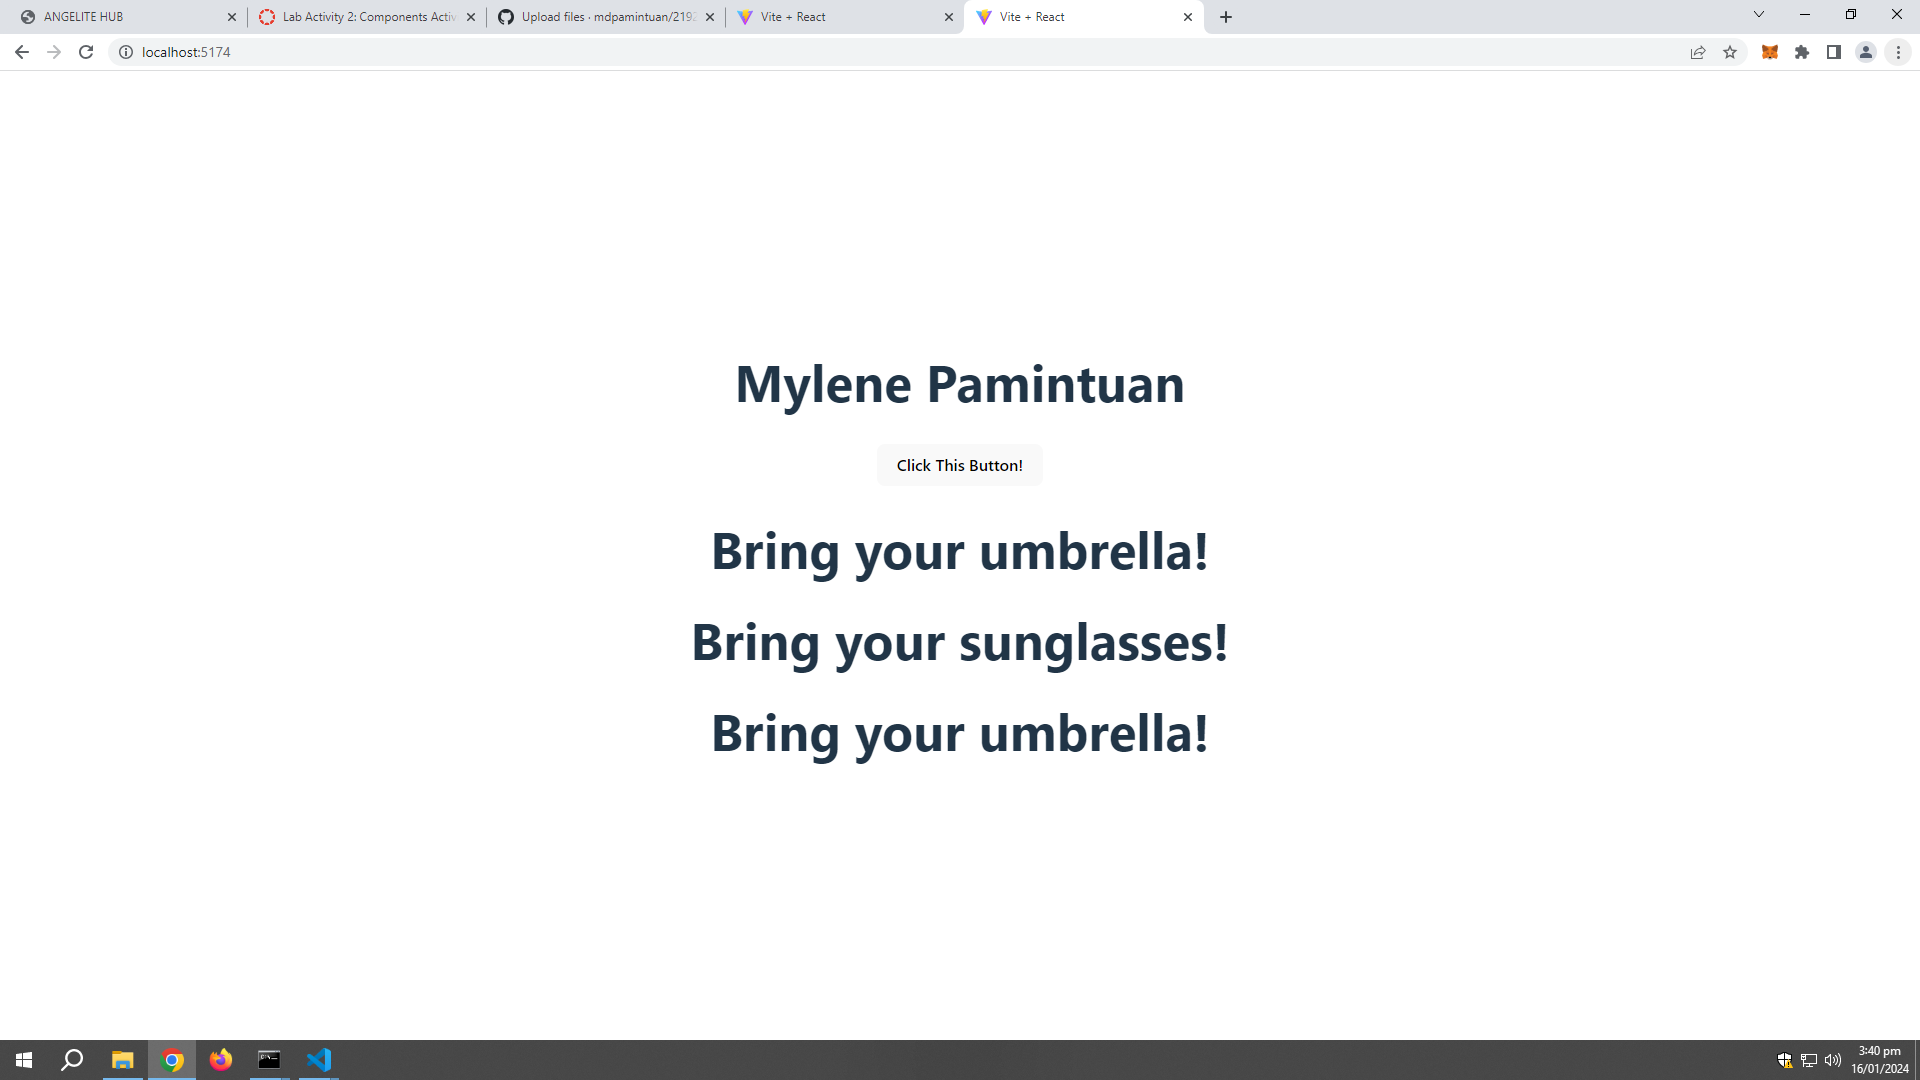 ANGELITE HUB
Lab Activity 2: Components Activ
Upload files · mdpamintuan/2192
Vite + React
Vite + React
localhost:5174
Mylene Pamintuan
Click This Button!
Bring your umbrella!
Bring your sunglasses!
Bring your umbrella!
3:40 pm
16/01/2024